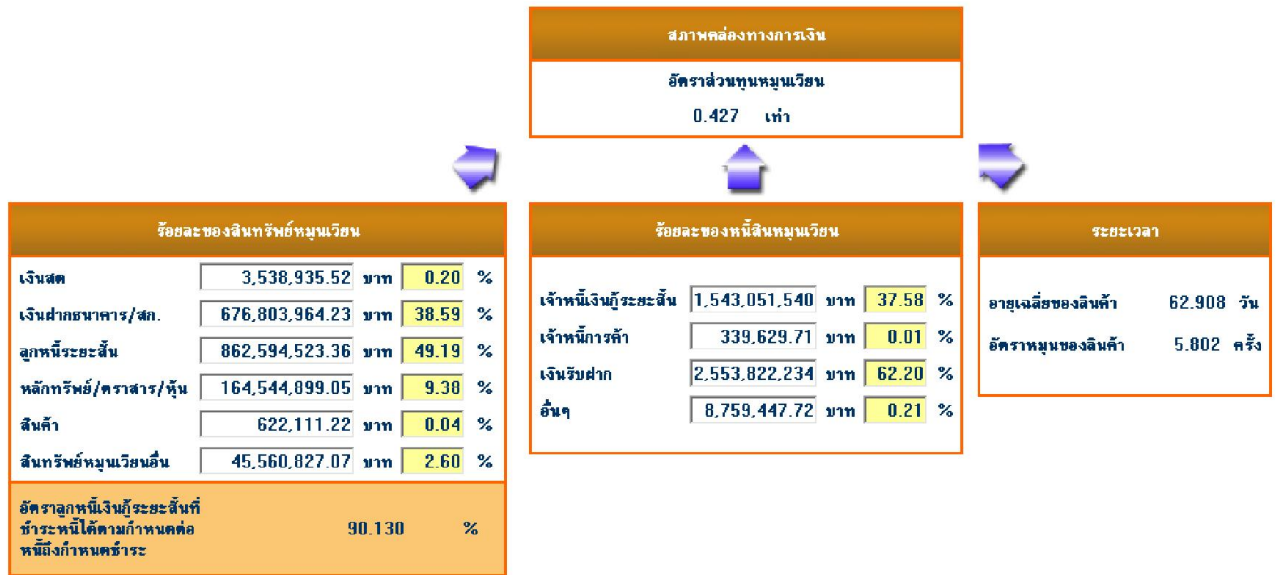 สภาพคล่องทางการเงิน
อัตราส่วนทุนหมุนเวียน
0.427 เท่า
ร้อยละของสินทรัพย์หมุนเวียน
เงินสด 3,538,935.52 บาท 0.20 %
เงินฝากธนาคาร/สก. 676,803,964.23 บาท 38.59 %
ลูกหนี้ระยะสั้น 862,594,523.36 บาท 49.19 %
หลักทรัพย์/ตราสาร/หุ้น 164,544,899.05 บาท 9.38 %
สินค้า 622,111.22 บาท 0.04 %
สินทรัพย์หมุนเวียนอื่น 45,560,827.07 บาท 2.60 %
อัตราลูกหนี้เงินกู้ระยะสั้นที่
ชำระหนี้ได้ตามกำหนดต่อ 90.130 %
หนี้ถึงกำหนดชำระ
ร้อยละของหนี้สินหมุนเวียน
เจ้าหนี้เงินกู้ระยะสั้น 1,543,051,540 บาท 37.58 %
เจ้าหนี้การค้า 339,629.71 บาท 0.01 %
เงินรับฝาก 2,553,822,234 บาท 62.20 %
อื่นๆ 8,759,447.72 บาท 0.21 %
ระยะเวลา
อายุเฉลี่ยของสินค้า 62.908 วัน
อัตราหมุนของสินค้า 5.802 ครั้ง